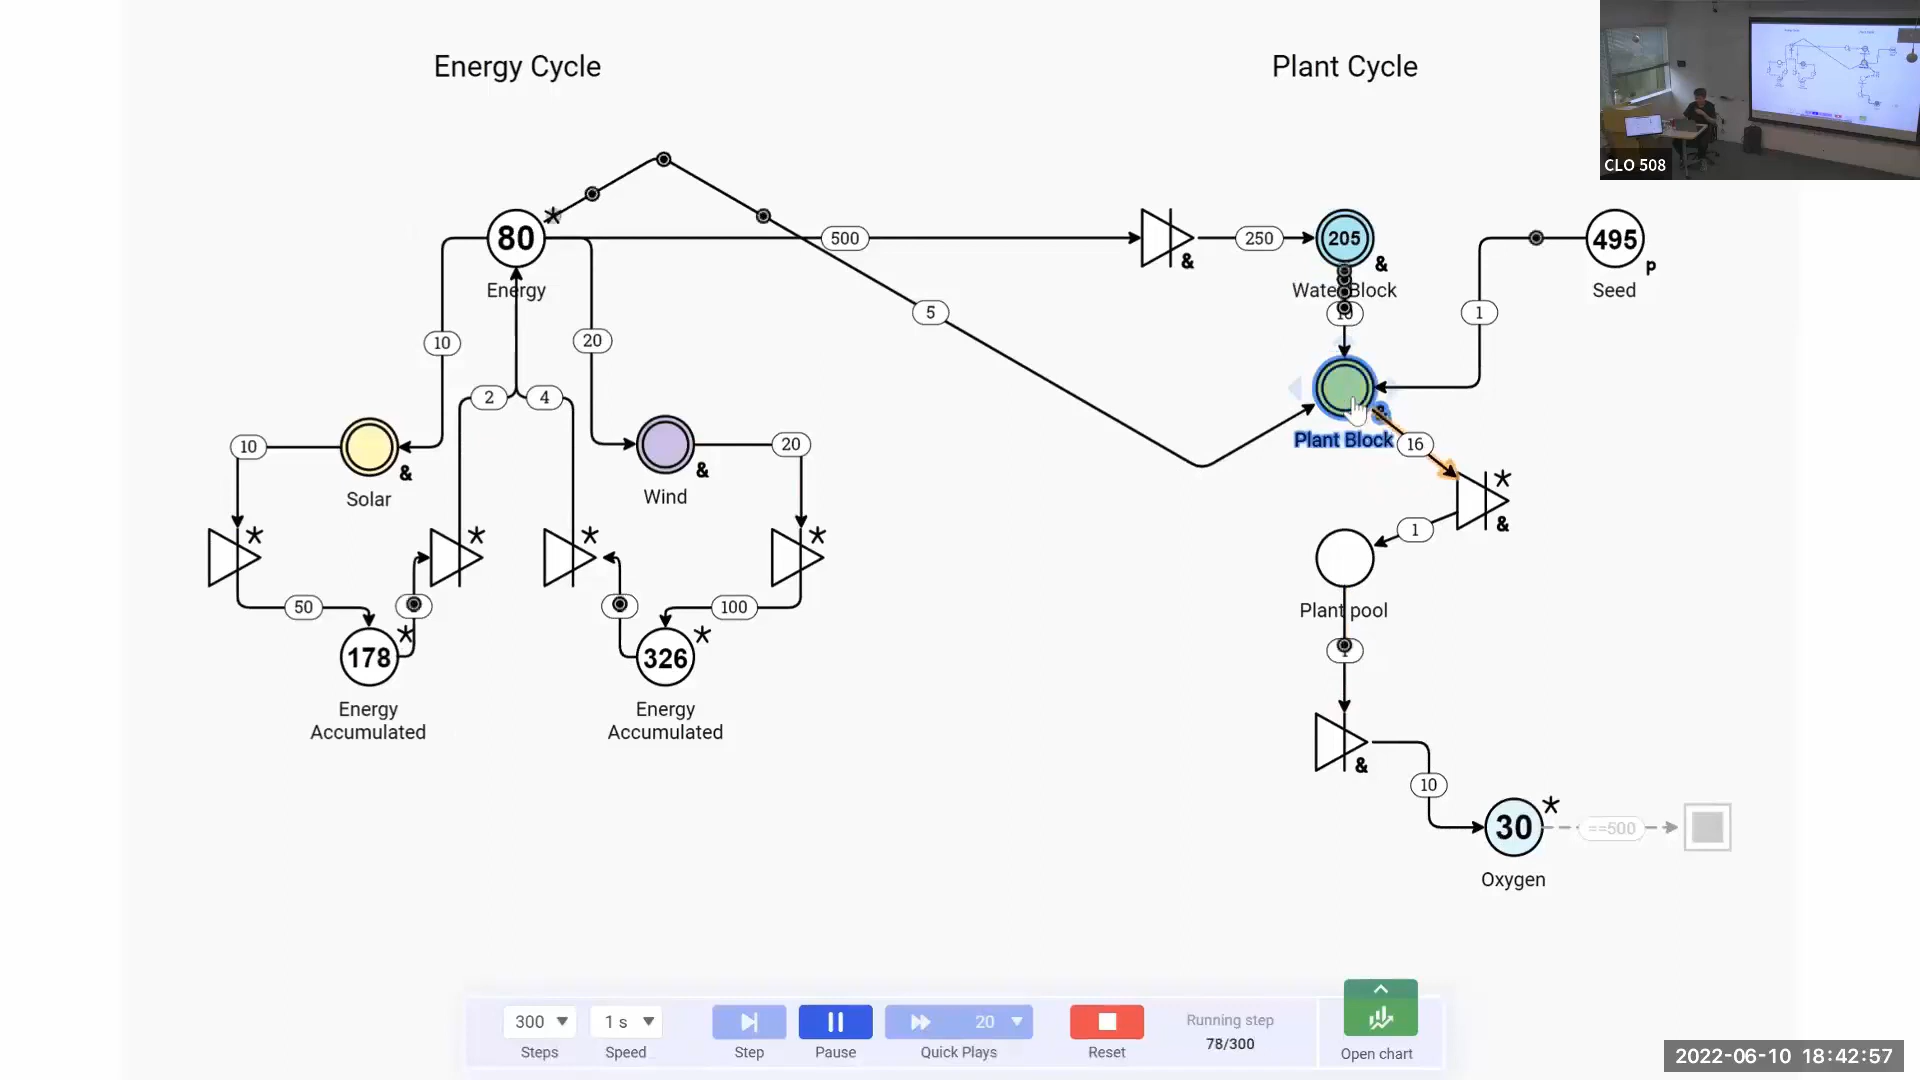 Energy Cycle
Plant Cycle
CLO 508
80
*
Energy
500
&
250
205
&
Water Block
495
p
Seed
5
1
10
20
2
4
10
Solar
&
Wind
&
20
Plant Block
16
*
&
1
*
*
*
*
50
100
178
*
326
*
Energy
Accumulated
Energy
Accumulated
Plant pool
&
10
30
*
==500
Oxygen
300
Steps
1 s
Speed
Step
Pause
20
Quick Plays
Reset
Running step
78/300
Open chart
2022-06-10 18:42:57